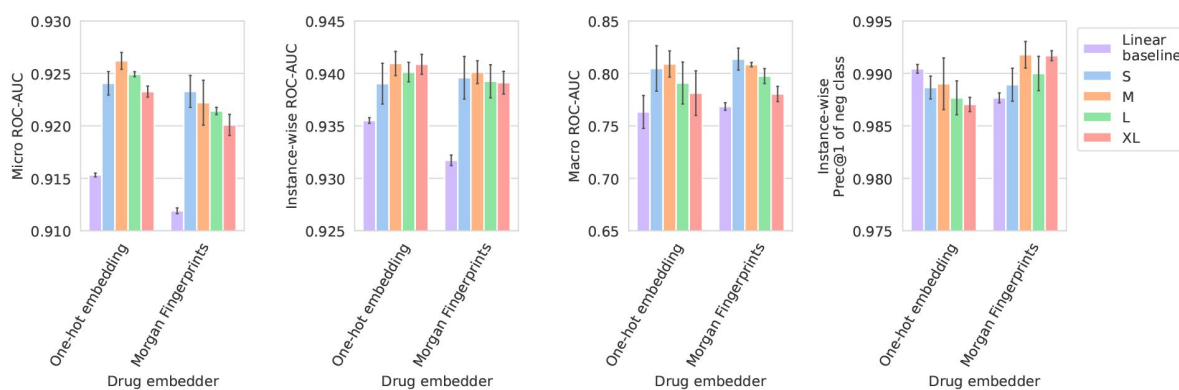 0.930
0.925
0.920
0.915
0.910
Micro ROC-AUC
One-hot embedding
Morgan Fingerprints
Drug embedder
0.945
0.940
0.935
0.930
0.925
Instance-wise ROC-AUC
One-hot embedding
Morgan Fingerprints
Drug embedder
0.85
0.80
0.75
0.70
0.65
Macro ROC-AUC
One-hot embedding
Morgan Fingerprints
Drug embedder
0.995
0.990
0.985
0.980
0.975
Instance-wise
Prec@1 of neg class
One-hot embedding
Morgan Fingerprints
Drug embedder
Linear
baseline
S
M
L
XL